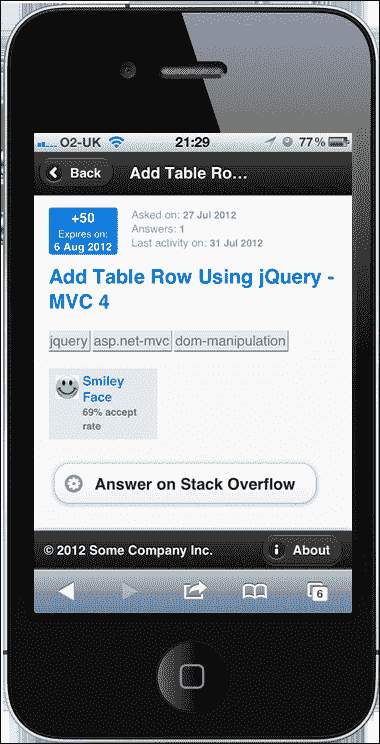 O2-UK 21:29 77%
Back Add Table Ro...
+50
Expires on:
6 Aug 2012
Asked on: 27 Jul 2012
Answers: 1
Last activity on: 31 Jul 2012
Add Table Row Using jQuery -
MVC 4
jquery asp.net-mvc dom-manipulation
Smiley
Face
69% accept
rate
Answer on Stack Overflow
© 2012 Some Company Inc. i About
6